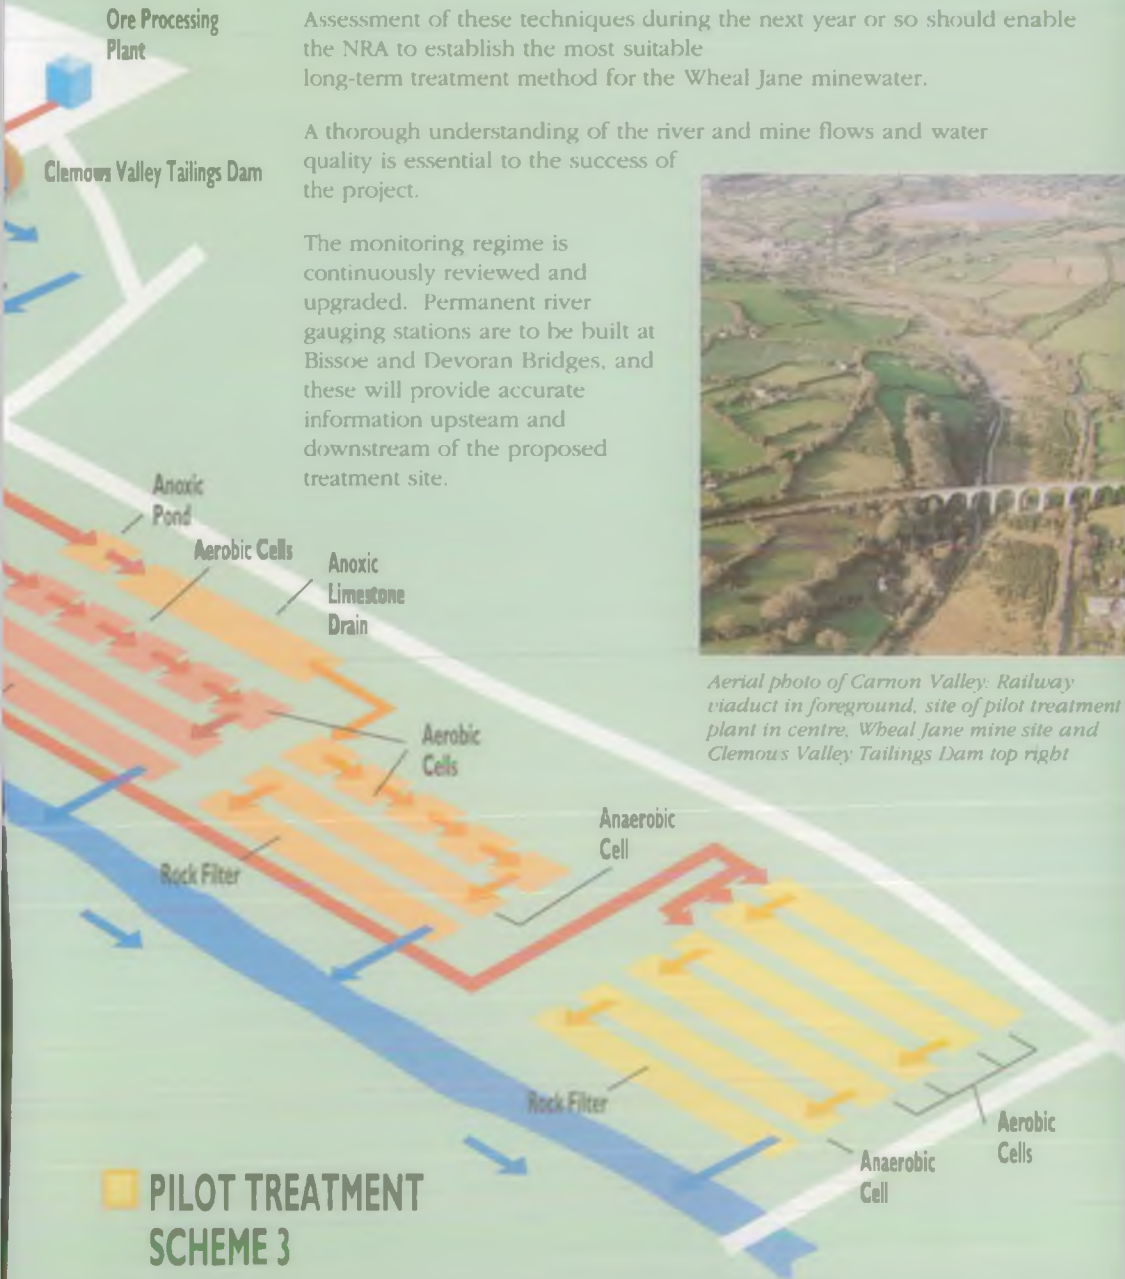 Ore Processing
Plant
Clemows Valley Tailings Dam
Assessment of these techniques during the next year or so should enable
the NRA to establish the most suitable
long-term treatment method for the Wheal Jane minewater.
A thorough understanding of the river and mine flows and water
quality is essential to the success of
the project.
The monitoring regime is
continuously reviewed and
upgraded. Permanent river
gauging stations are to be built at
Bissoe and Devoran Bridges, and
these will provide accurate
information upsteam and
downstream of the proposed
treatment site.
Aerial photo of Carnon Valley. Railway
viaduct in foreground, site of pilot treatment
plant in centre, Wheal Jane mine site and
Clemows Valley Tailings Dam top right
Anoxic
Pond
Aerobic Cells
Anoxic
Limestone
Drain
Aerobic
Cells
Anaerobic
Cell
Rock Filter
Rock Filter
Aerobic
Cells
Anaerobic
Cell
PILOT TREATMENT
SCHEME 3